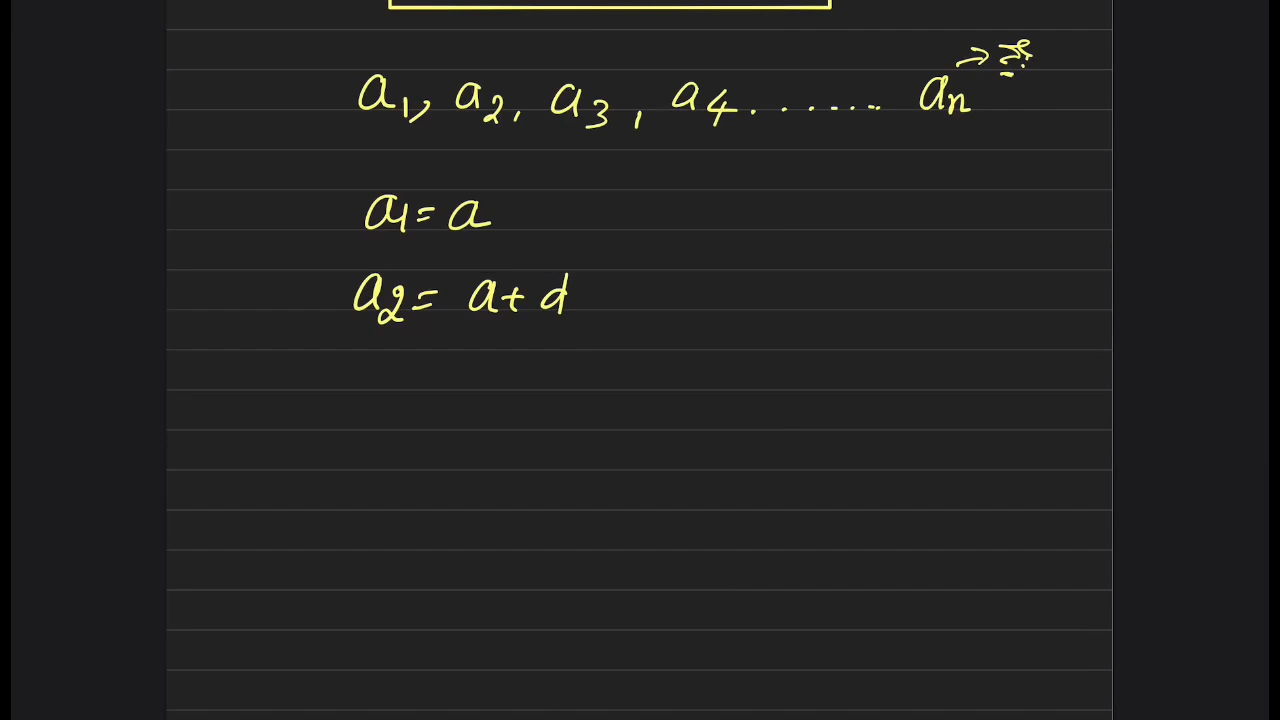 a₁, a₂, a₃, a₄ ....... aₙ →
a₁ = a
a₂ = a + d